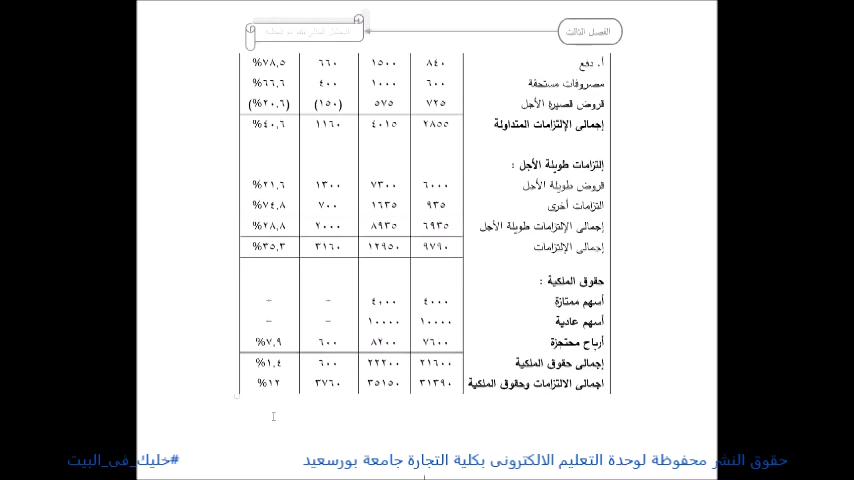 الفصل الثالث
أ. دفع ٨٤٠ ١٥٠٠ ٦٦٠ ٧٨,٥%
مصروفات مستحقة ٦٠٠ ١٠٠٠ ٤٠٠ ٦٦,٦%
قروض قصيرة الأجل ٧٢٥ ٥٧٥ (١٥٠) (٢٠,٦%)
إجمالى الإلتزامات المتداولة ٢٨٥٥ ٤٠١٥ ١١٦٠ ٤٠,٦%
إلتزامات طويلة الأجل :
قروض طويلة الأجل ٦٠٠٠ ٧٣٠٠ ١٣٠٠ ٢١,٦%
التزامات أخرى ٩٣٥ ١٦٣٥ ٧٠٠ ٧٤,٨%
إجمالى الإلتزامات طويلة الأجل ٦٩٣٥ ٨٩٣٥ ٢٠٠٠ ٢٨,٨%
إجمالى الإلتزامات ٩٧٩٠ ١٢٩٥٠ ٣١٦٠ ٣٥,٣%
حقوق الملكية :
أسهم ممتازة ٤٠٠٠ ٤٠٠٠ – –
أسهم عادية ١٠٠٠٠ ١٠٠٠٠ – –
أرباح محتجزة ٧٦٠٠ ٨٢٠٠ ٦٠٠ ٧,٩%
إجمالى حقوق الملكية ٢١٦٠٠ ٢٢٢٠٠ ٦٠٠ ١,٤%
اجمالى الالتزامات وحقوق الملكية ٣١٣٩٠ ٣٥١٥٠ ٣٧٦٠ ١٢%
حقوق النشر محفوظة لوحدة التعليم الالكترونى بكلية التجارة جامعة بورسعيد #خليك_فى_البيت